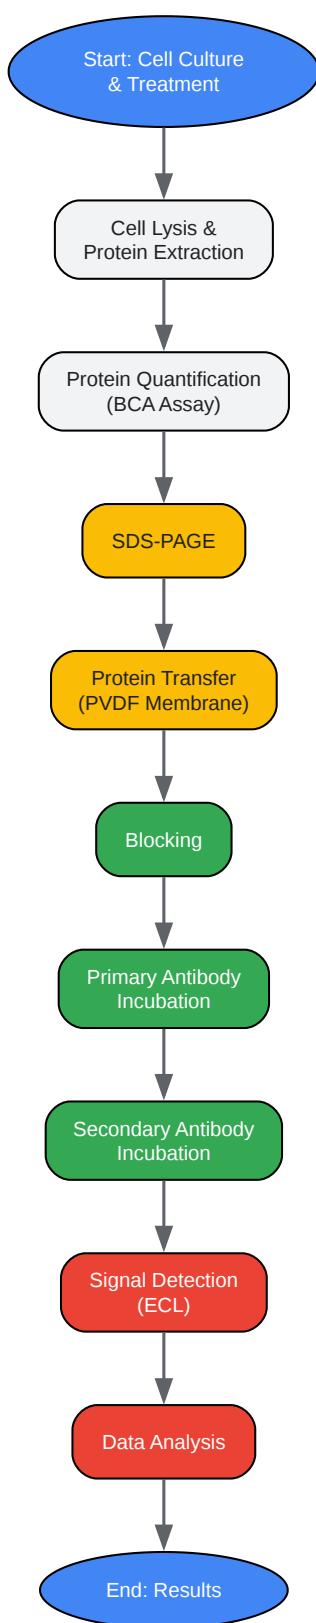 Start: Cell Culture
& Treatment
Cell Lysis &
Protein Extraction
Protein Quantification
(BCA Assay)
SDS-PAGE
Protein Transfer
(PVDF Membrane)
Blocking
Primary Antibody
Incubation
Secondary Antibody
Incubation
Signal Detection
(ECL)
Data Analysis
End: Results